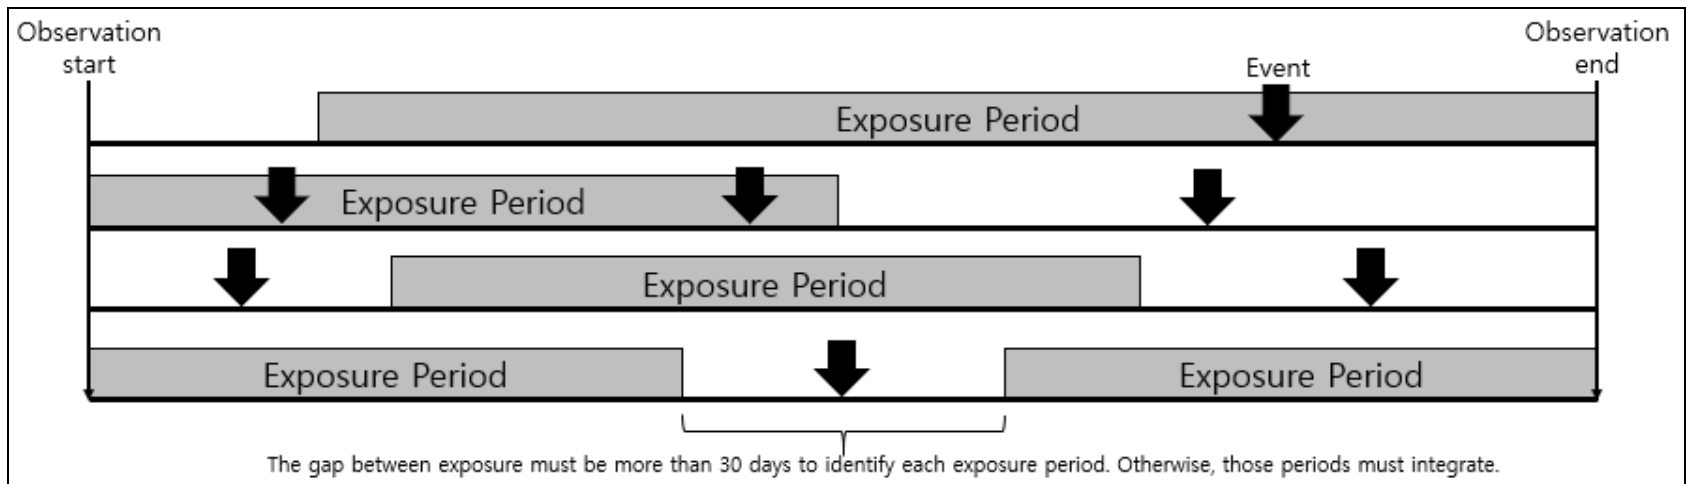 Observation
start
Observation
end
Event
Exposure Period
Exposure Period
Exposure Period
Exposure Period
Exposure Period
The gap between exposure must be more than 30 days to identify each exposure period. Otherwise, those periods must integrate.